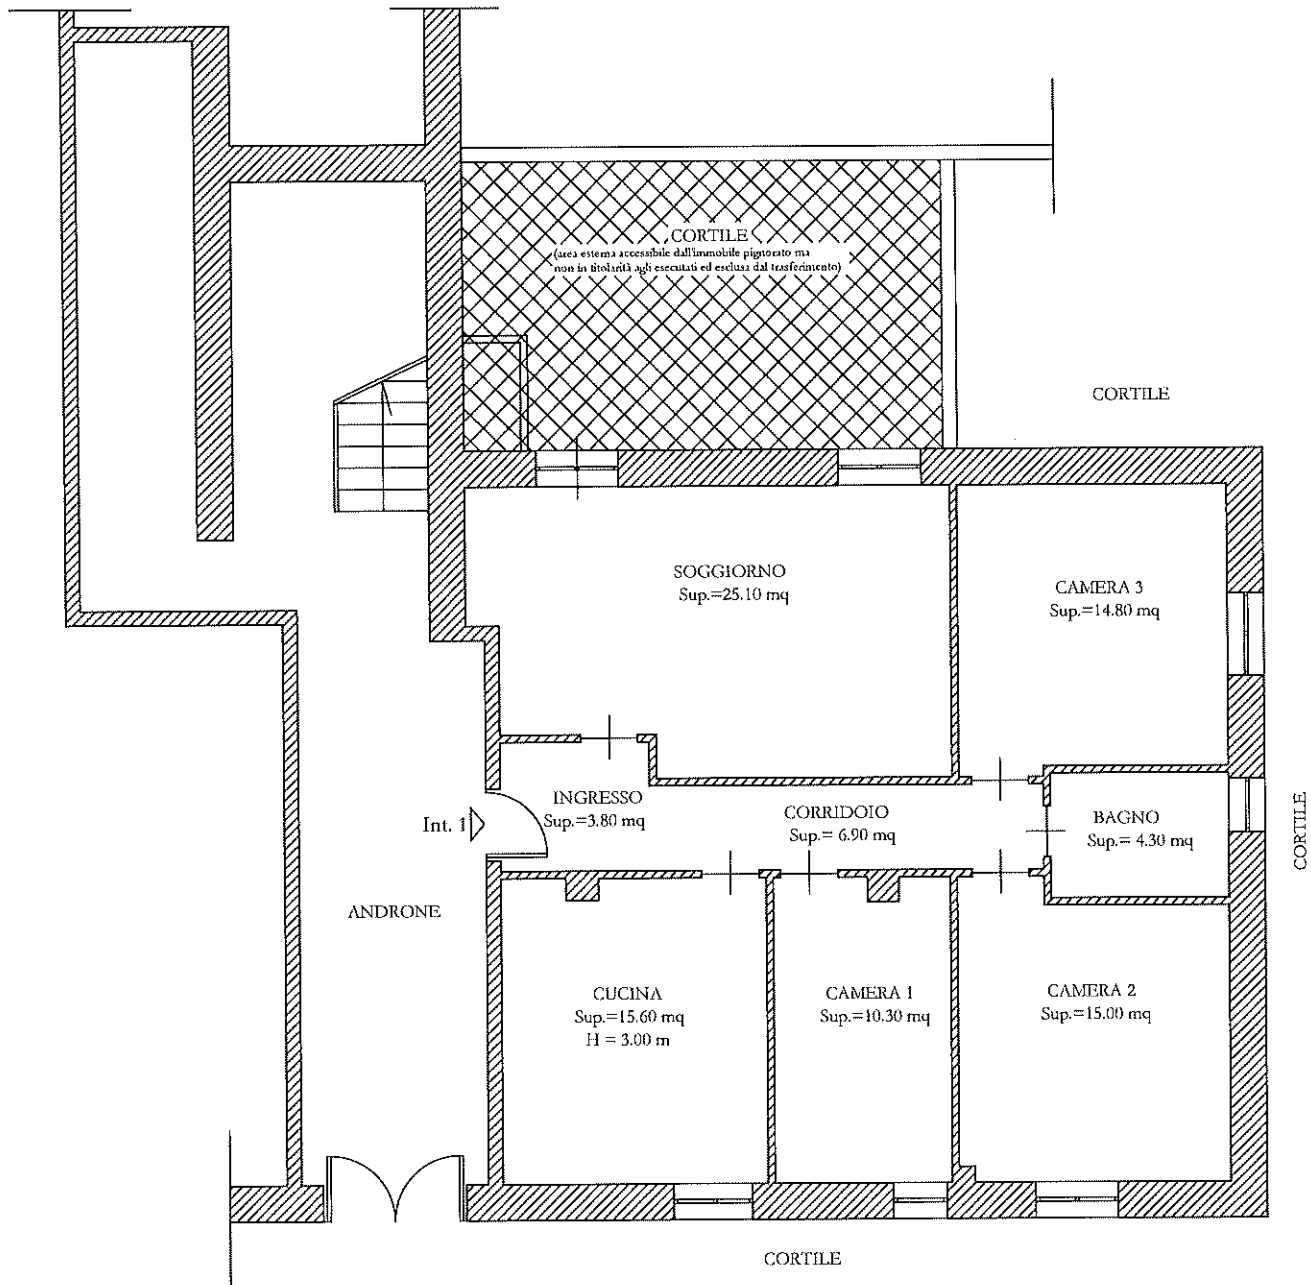 CORTILE
(area esterna accessibile dall'immobile pignorato ma
non in titolarità agli esecutati ed esclusa dal trasferimento)
CORTILE
SOGGIORNO
Sup.=25.10 mq
CAMERA 3
Sup.=14.80 mq
INGRESSO
Sup.=3.80 mq
CORRIDOIO
Sup.= 6.90 mq
BAGNO
Sup.= 4.30 mq
Int. 1
CORTILE
ANDRONE
CUCINA
Sup.=15.60 mq
H = 3.00 m
CAMERA 1
Sup.=10.30 mq
CAMERA 2
Sup.=15.00 mq
CORTILE